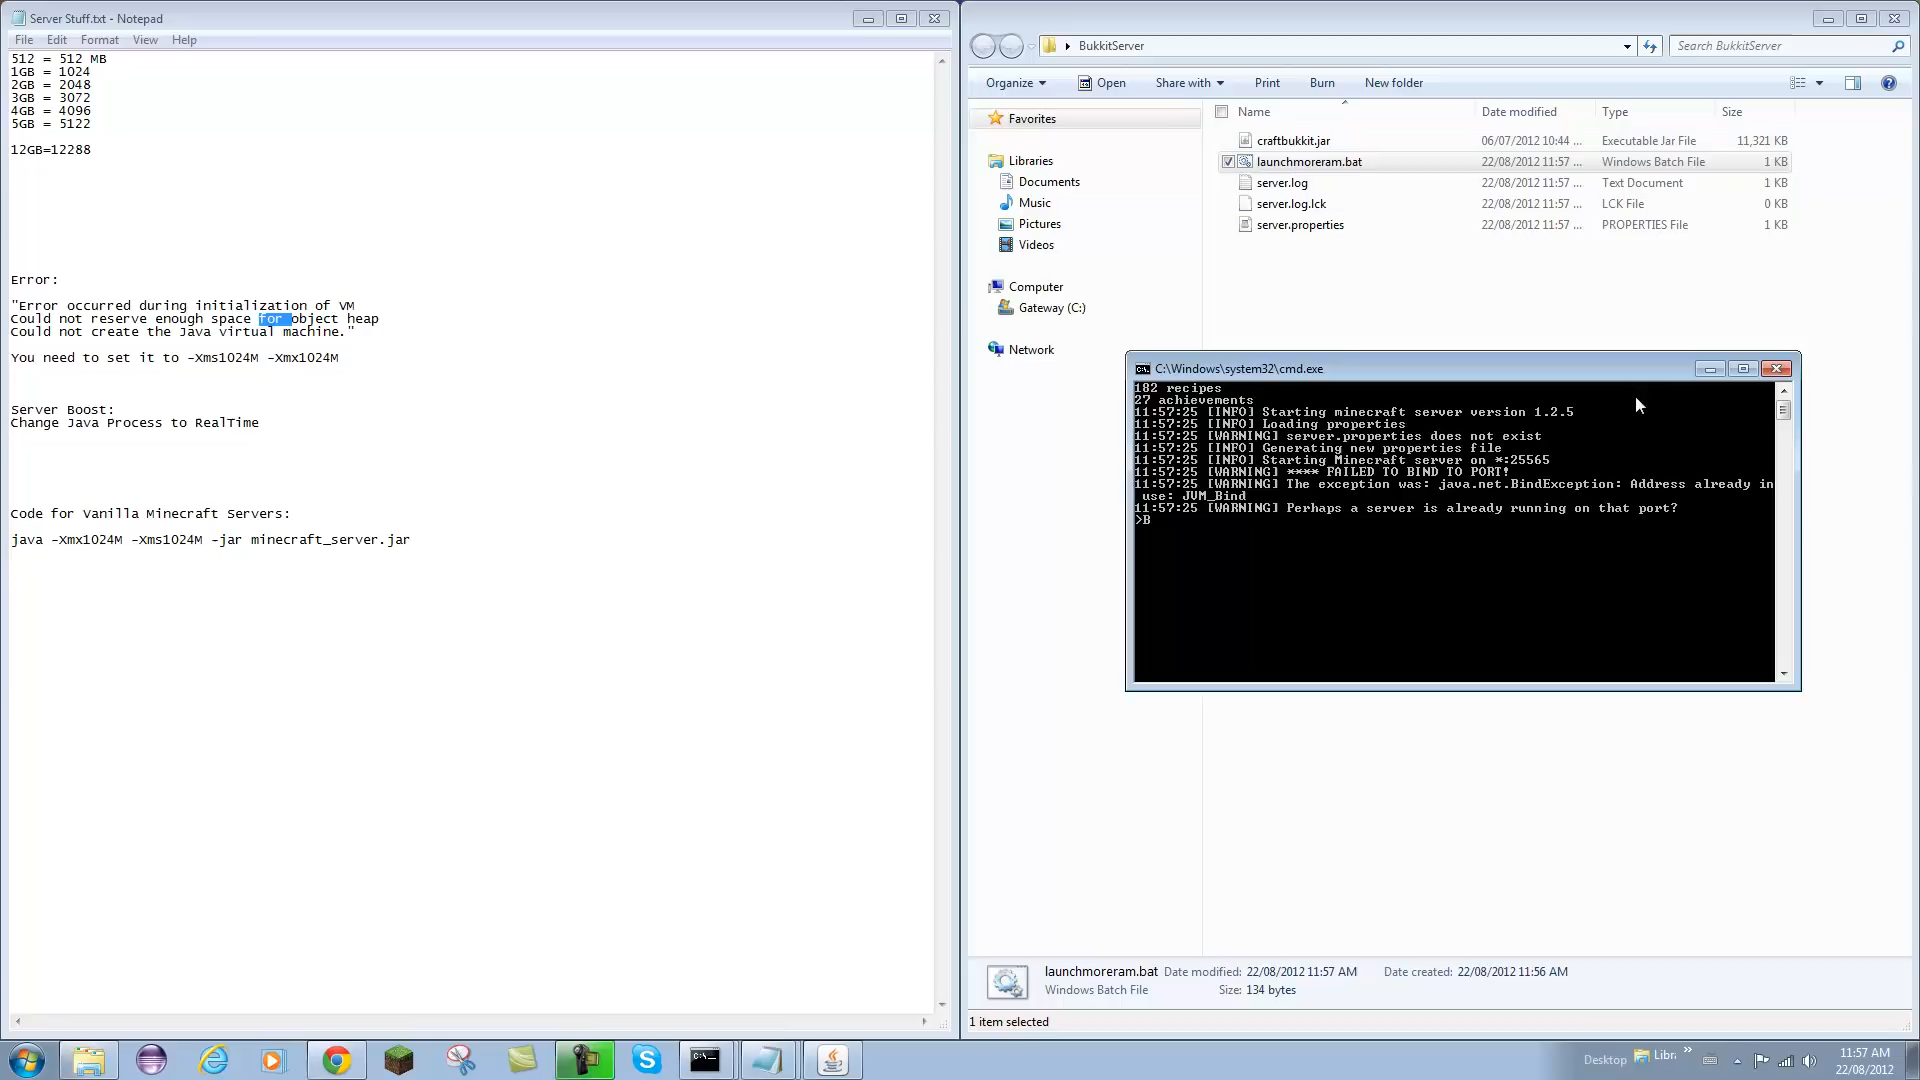 Server Stuff.txt - Notepad
File Edit Format View Help
512 = 512 MB
1GB = 1024
2GB = 2048
3GB = 3072
4GB = 4096
5GB = 5122
12GB=12288
Error:
"Error occurred during initialization of VM
Could not reserve enough space for object heap
Could not create the Java virtual machine."
You need to set it to -Xms1024M -Xmx1024M
Server Boost:
Change Java Process to RealTime
Code for Vanilla Minecraft Servers:
java -Xmx1024M -Xms1024M -jar minecraft_server.jar
BukkitServer
Search BukkitServer
Organize Open Share with Print Burn New folder
Favorites
Libraries
Documents
Music
Pictures
Videos
Computer
Gateway (C:)
Network
Name Date modified Type Size
craftbukkit.jar 06/07/2012 10:44 ... Executable Jar File 11,321 KB
launchmoreram.bat 22/08/2012 11:57 ... Windows Batch File 1 KB
server.log 22/08/2012 11:57 ... Text Document 1 KB
server.log.lck 22/08/2012 11:57 ... LCK File 0 KB
server.properties 22/08/2012 11:57 ... PROPERTIES File 1 KB
C:\Windows\system32\cmd.exe
182 recipes
27 achievements
11:57:25 [INFO] Starting minecraft server version 1.2.5
11:57:25 [INFO] Loading properties
11:57:25 [WARNING] server.properties does not exist
11:57:25 [INFO] Generating new properties file
11:57:25 [INFO] Starting Minecraft server on *:25565
11:57:25 [WARNING] **** FAILED TO BIND TO PORT!
11:57:25 [WARNING] The exception was: java.net.BindException: Address already in
use: JVM_Bind
11:57:25 [WARNING] Perhaps a server is already running on that port?
>B
launchmoreram.bat Date modified: 22/08/2012 11:57 AM Date created: 22/08/2012 11:56 AM
Windows Batch File Size: 134 bytes
1 item selected
Desktop Libr
11:57 AM
22/08/2012